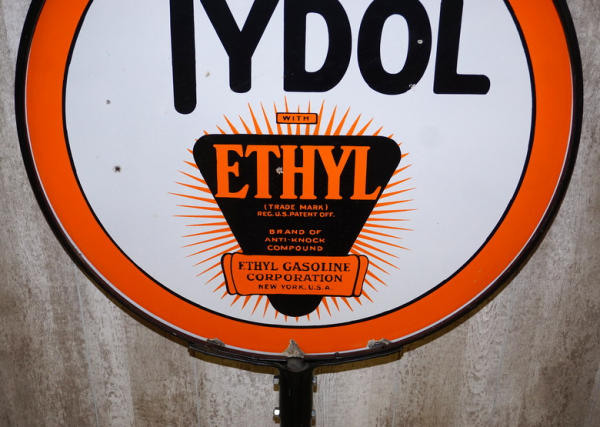 TYDOL
WITH
ETHYL
(TRADE MARK)
REG. U.S. PATENT OFF.
BRAND OF
ANTI-KNOCK
COMPOUND
ETHYL GASOLINE
CORPORATION
NEW YORK, U.S.A.